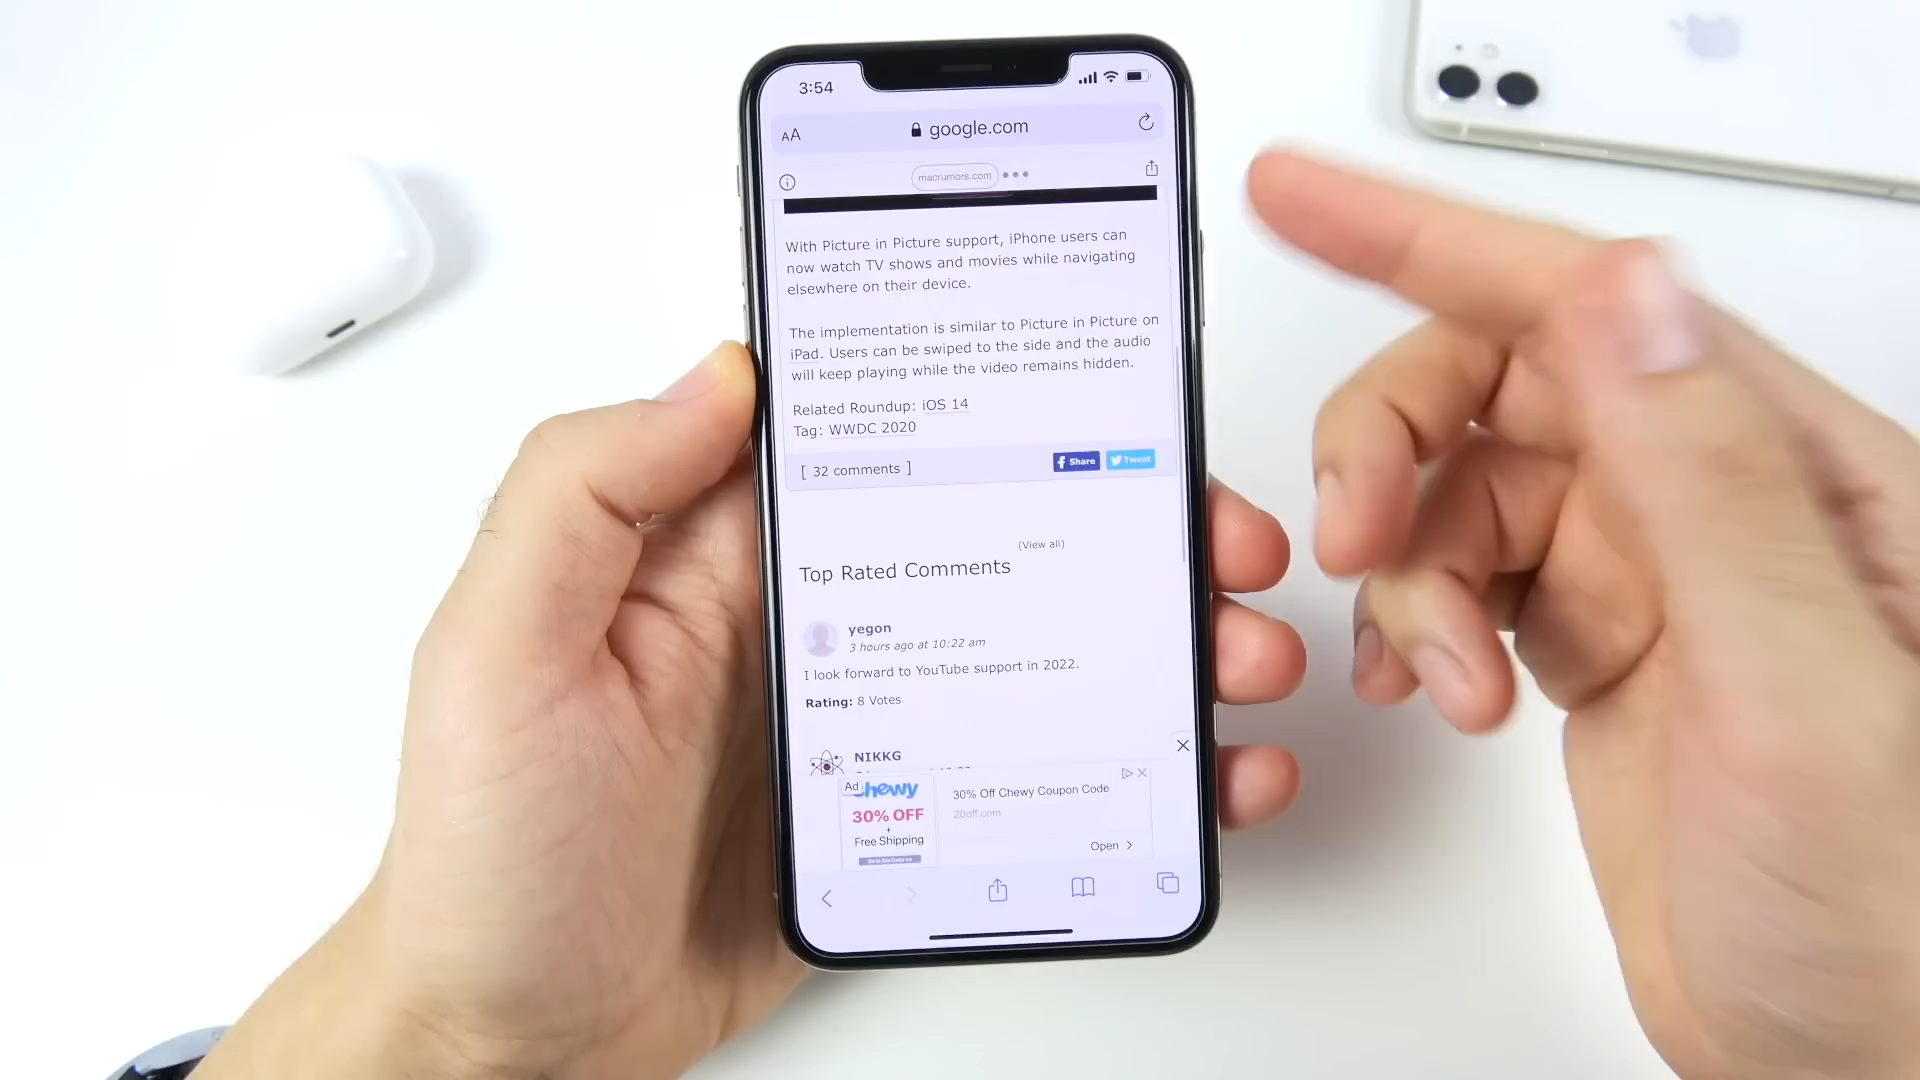 3:54
AA google.com
macrumors.com
With Picture in Picture support, iPhone users can
now watch TV shows and movies while navigating
elsewhere on their device.
The implementation is similar to Picture in Picture on
iPad. Users can be swiped to the side and the audio
will keep playing while the video remains hidden.
Related Roundup: iOS 14
Tag: WWDC 2020
[ 32 comments ] Share Tweet
(View all)
Top Rated Comments
yegon
3 hours ago at 10:22 am
I look forward to YouTube support in 2022.
Rating: 8 Votes
NIKKG
Ad chewy
30% OFF
+
Free Shipping
30% Off Chewy Coupon Code
20off.com
Open